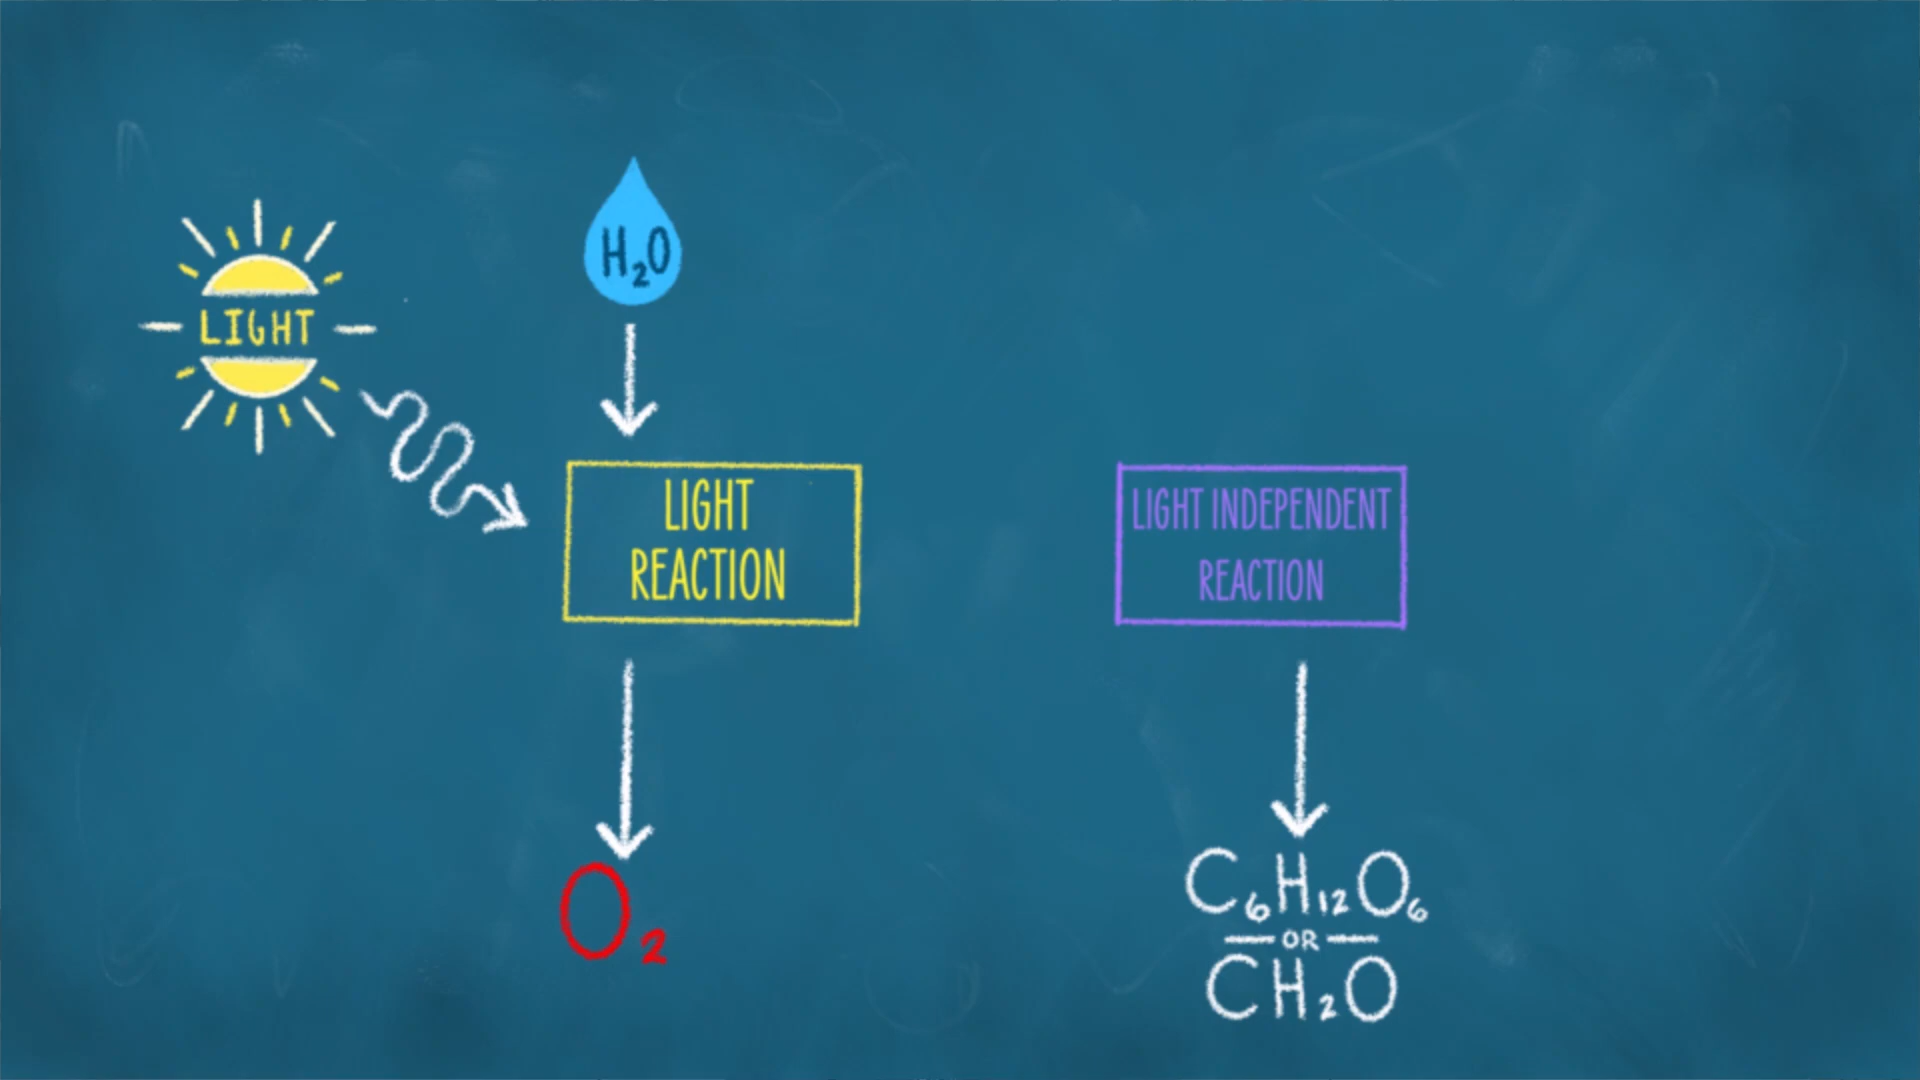 LIGHT
H₂O
LIGHT
REACTION
LIGHT INDEPENDENT
REACTION
O₂
C₆H₁₂O₆
OR
CH₂O